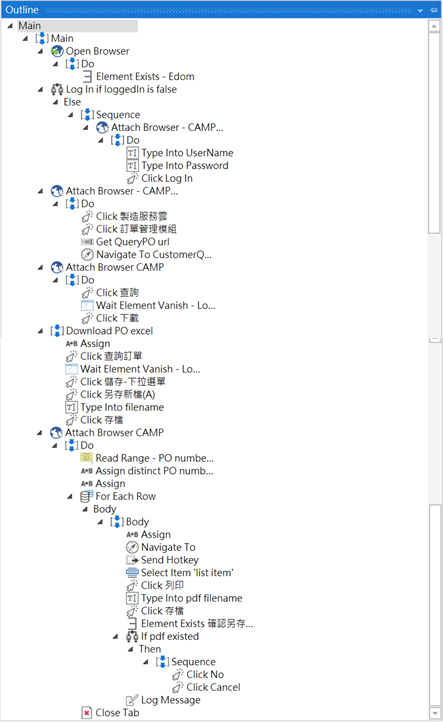 Outline
Main
Main
Open Browser
Do
Element Exists - Edom
Log In if loggedIn is false
Else
Sequence
Attach Browser - CAMP...
Do
Type Into UserName
Type Into Password
Click Log In
Attach Browser - CAMP...
Do
Click 製造服務雲
Click 訂單管理模組
Get QueryPO url
Navigate To CustomerQ...
Attach Browser CAMP
Do
Click 查詢
Wait Element Vanish - Lo...
Click 下載
Download PO excel
A*B Assign
Click 查詢訂單
Wait Element Vanish - Lo...
Click 儲存-下拉選單
Click 另存新檔(A)
Type Into filename
Click 存檔
Attach Browser CAMP
Do
Read Range - PO numbe...
A*B Assign distinct PO numb...
A*B Assign
For Each Row
Body
Body
A*B Assign
Navigate To
Send Hotkey
Select Item 'list item'
Click 列印
Type Into pdf filename
Click 存檔
Element Exists 確認另存...
If pdf existed
Then
Sequence
Click No
Click Cancel
Log Message
Close Tab